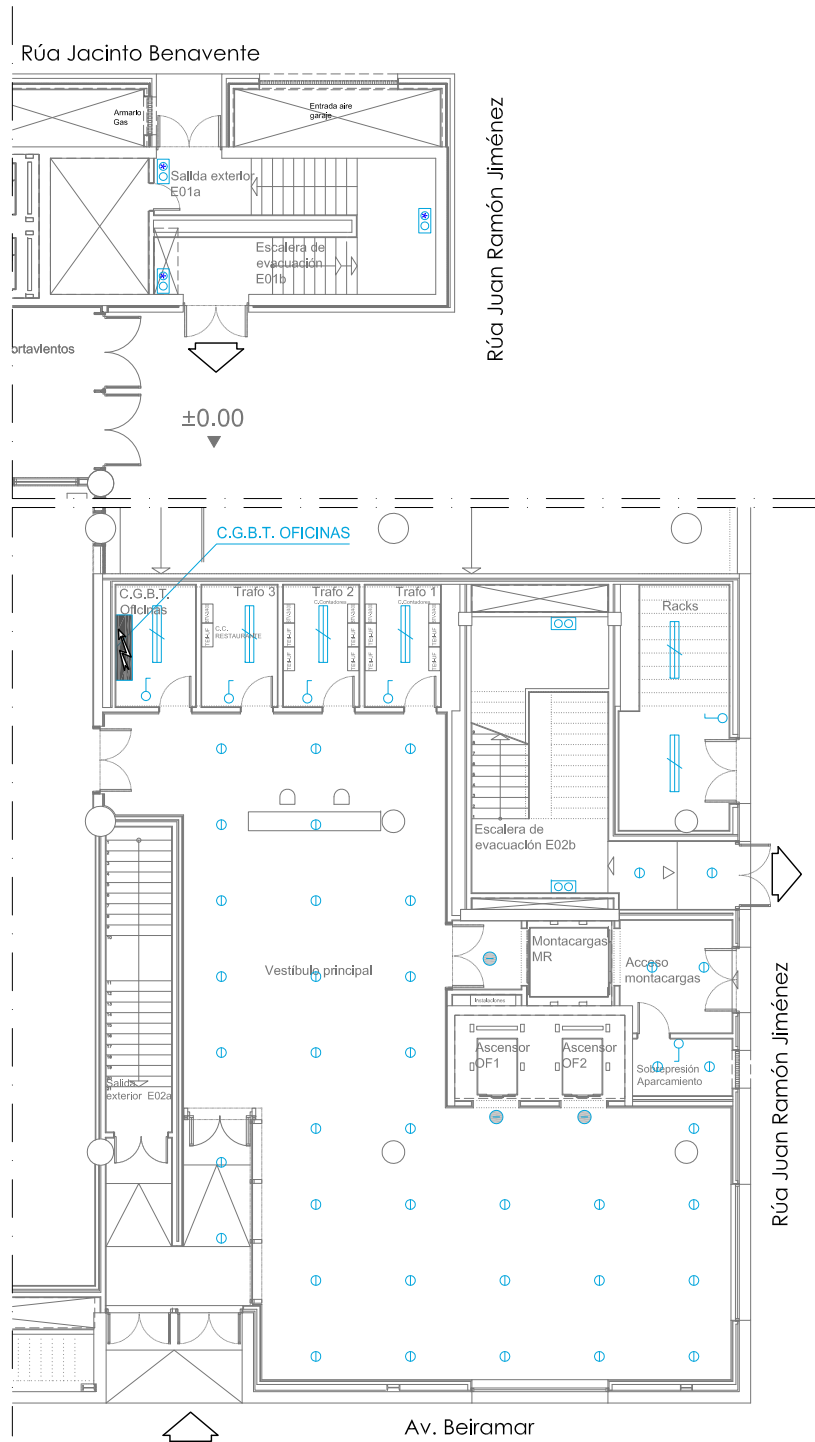 Rúa Jacinto Benavente
Armario
Gas
Entrada aire
garaje
Rúa Juan Ramón Jiménez
Salida exterior
E01a
Escalera de
evacuación
E01b
ortavientos
±0.00
C.G.B.T. OFICINAS
C.G.B.T.
Oficinas
Trafo 3
C.C.
RESTAURANTE
Trafo 2
C.Contadores
Trafo 1
C.Contadores
Racks
Escalera de
evacuación E02b
Vestíbulo principal
Montacargas
MR
Acceso
montacargas
Instalaciones
Ascensor
OF1
Ascensor
OF2
Sobrepresión
Aparcamiento
Salida
exterior E02a
Rúa Juan Ramón Jiménez
Av. Beiramar